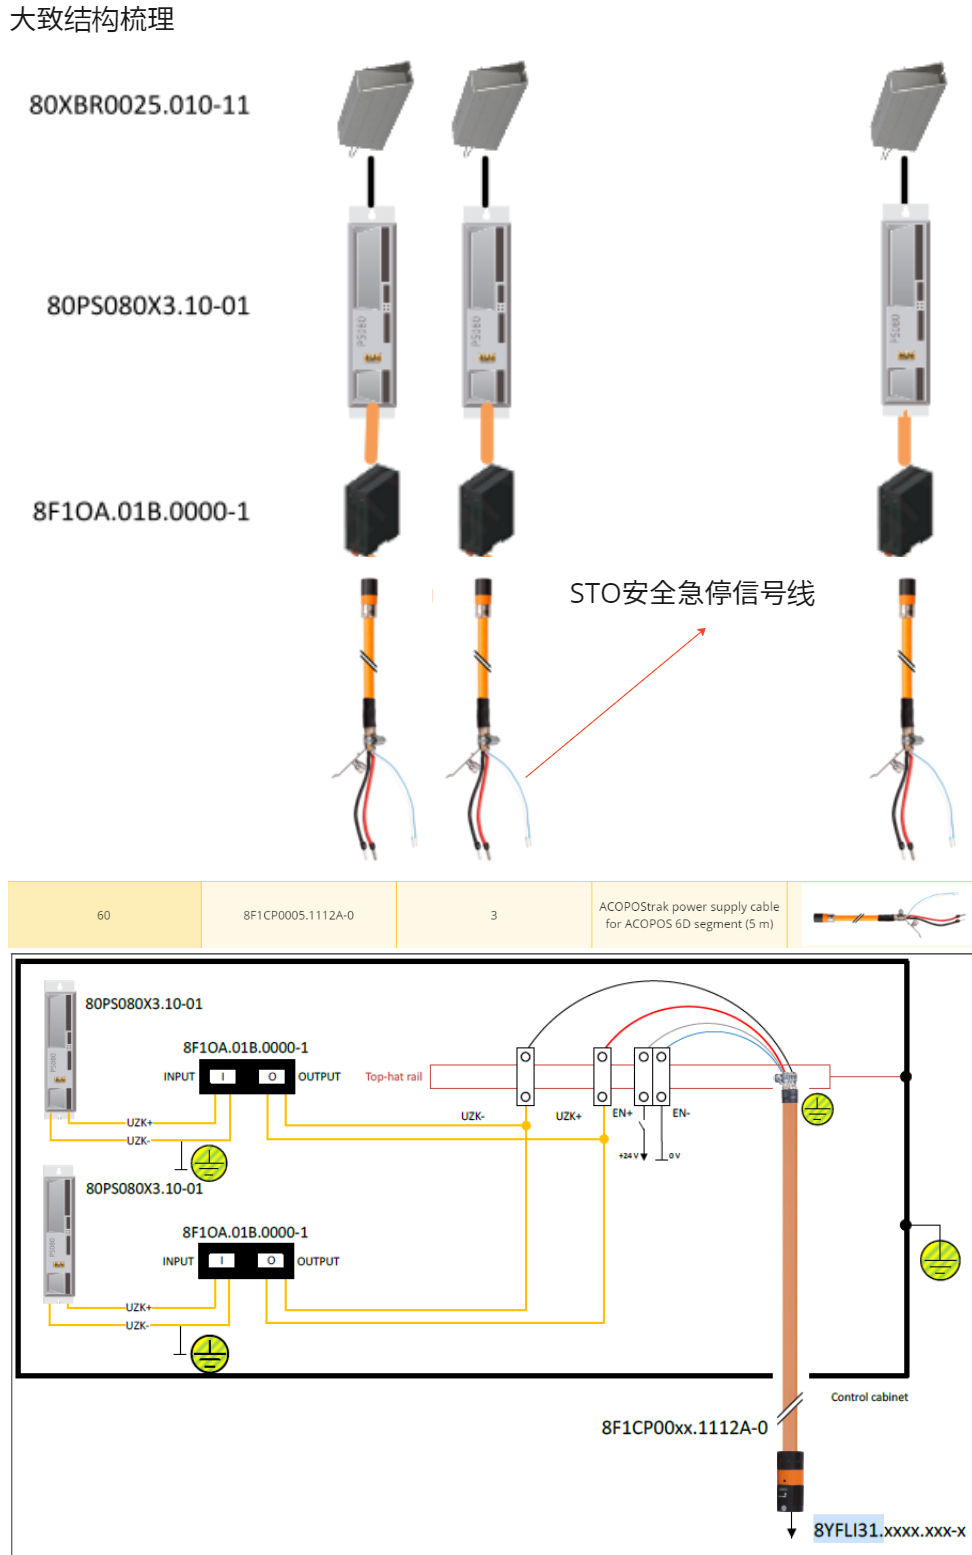 大致结构梳理
80XBR0025.010-11
80PS080X3.10-01
8F1OA.01B.0000-1
STO安全急停信号线
60 8F1CP0005.1112A-0 3 ACOPOStrak power supply cable
for ACOPOS 6D segment (5 m)
80PS080X3.10-01
8F1OA.01B.0000-1
INPUT I O OUTPUT
Top-hat rail
UZK+
UZK-
UZK- UZK+ EN+ EN-
+24 V 0 V
80PS080X3.10-01
8F1OA.01B.0000-1
INPUT I O OUTPUT
UZK+
UZK-
Control cabinet
8F1CP00xx.1112A-0
8YFLI31.xxxx.xxx-x